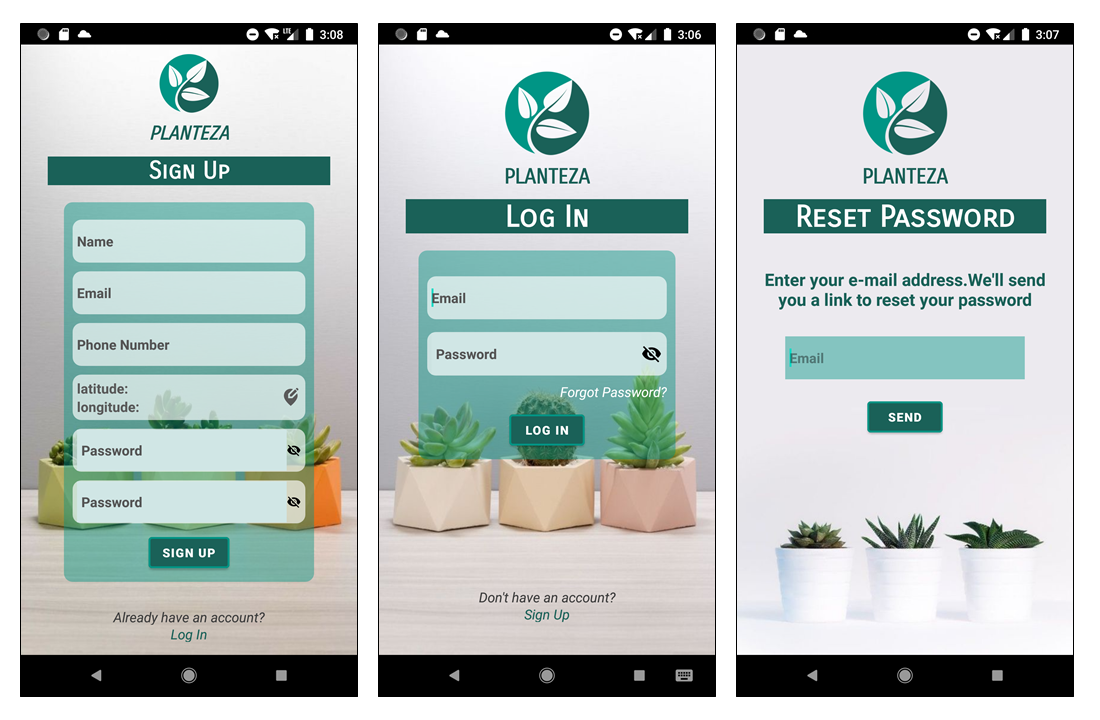 LTE 3:08
PLANTEZA
Sign Up
Name
Email
Phone Number
latitude:
longitude:
Password
Password
SIGN UP
Already have an account?
Log In
3:06
PLANTEZA
Log In
Email
Password
Forgot Password?
LOG IN
Don't have an account?
Sign Up
3:07
PLANTEZA
Reset Password
Enter your e-mail address.We'll send
you a link to reset your password
Email
SEND